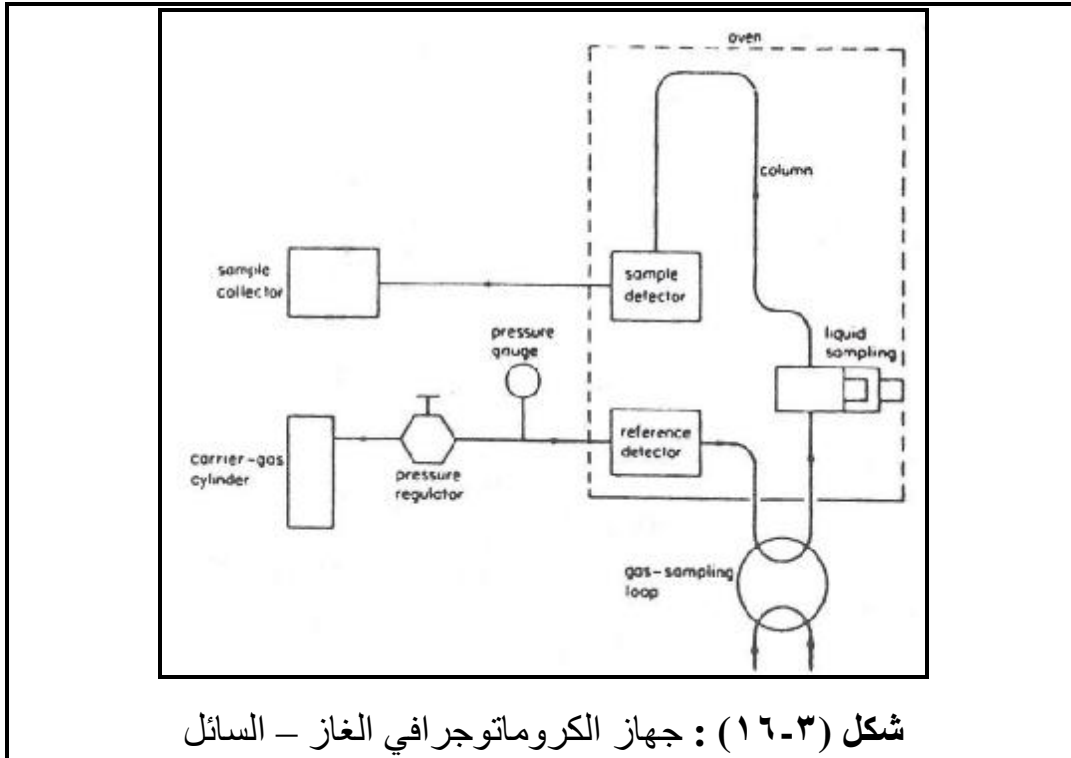 oven
column
sample
collector
sample
detector
liquid
sampling
pressure
gauge
reference
detector
carrier-gas
cylinder
pressure
regulator
gas-sampling
loop
شكل (٣-١٦) : جهاز الكروماتوجرافي الغاز – السائل